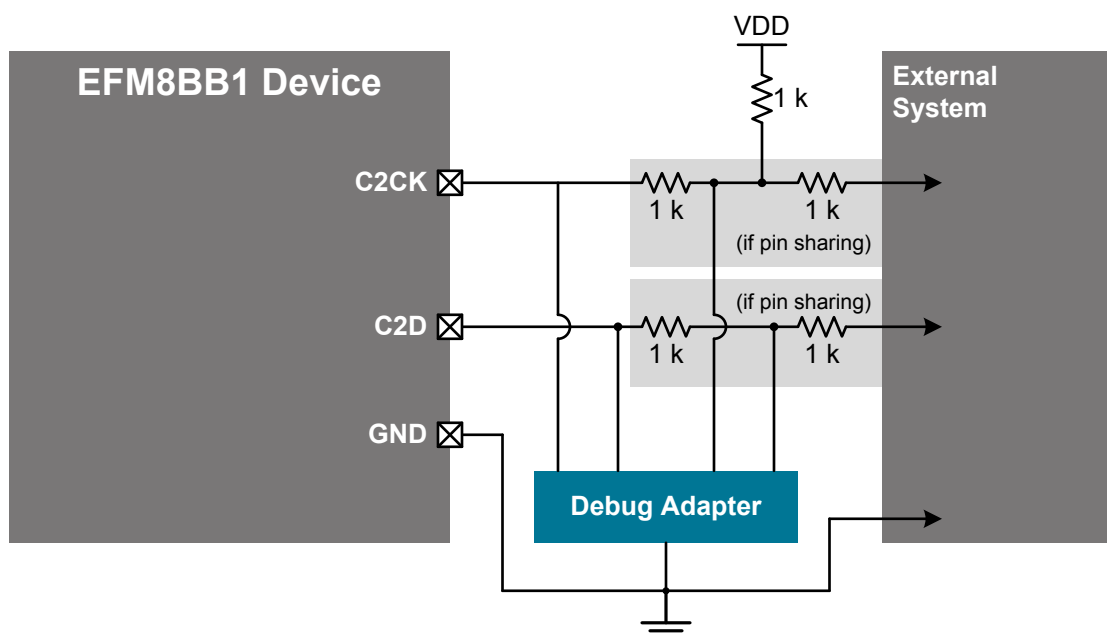 VDD
EFM8BB1 Device
External
System
1 k
C2CK
1 k
1 k
(if pin sharing)
(if pin sharing)
C2D
1 k
1 k
GND
Debug Adapter